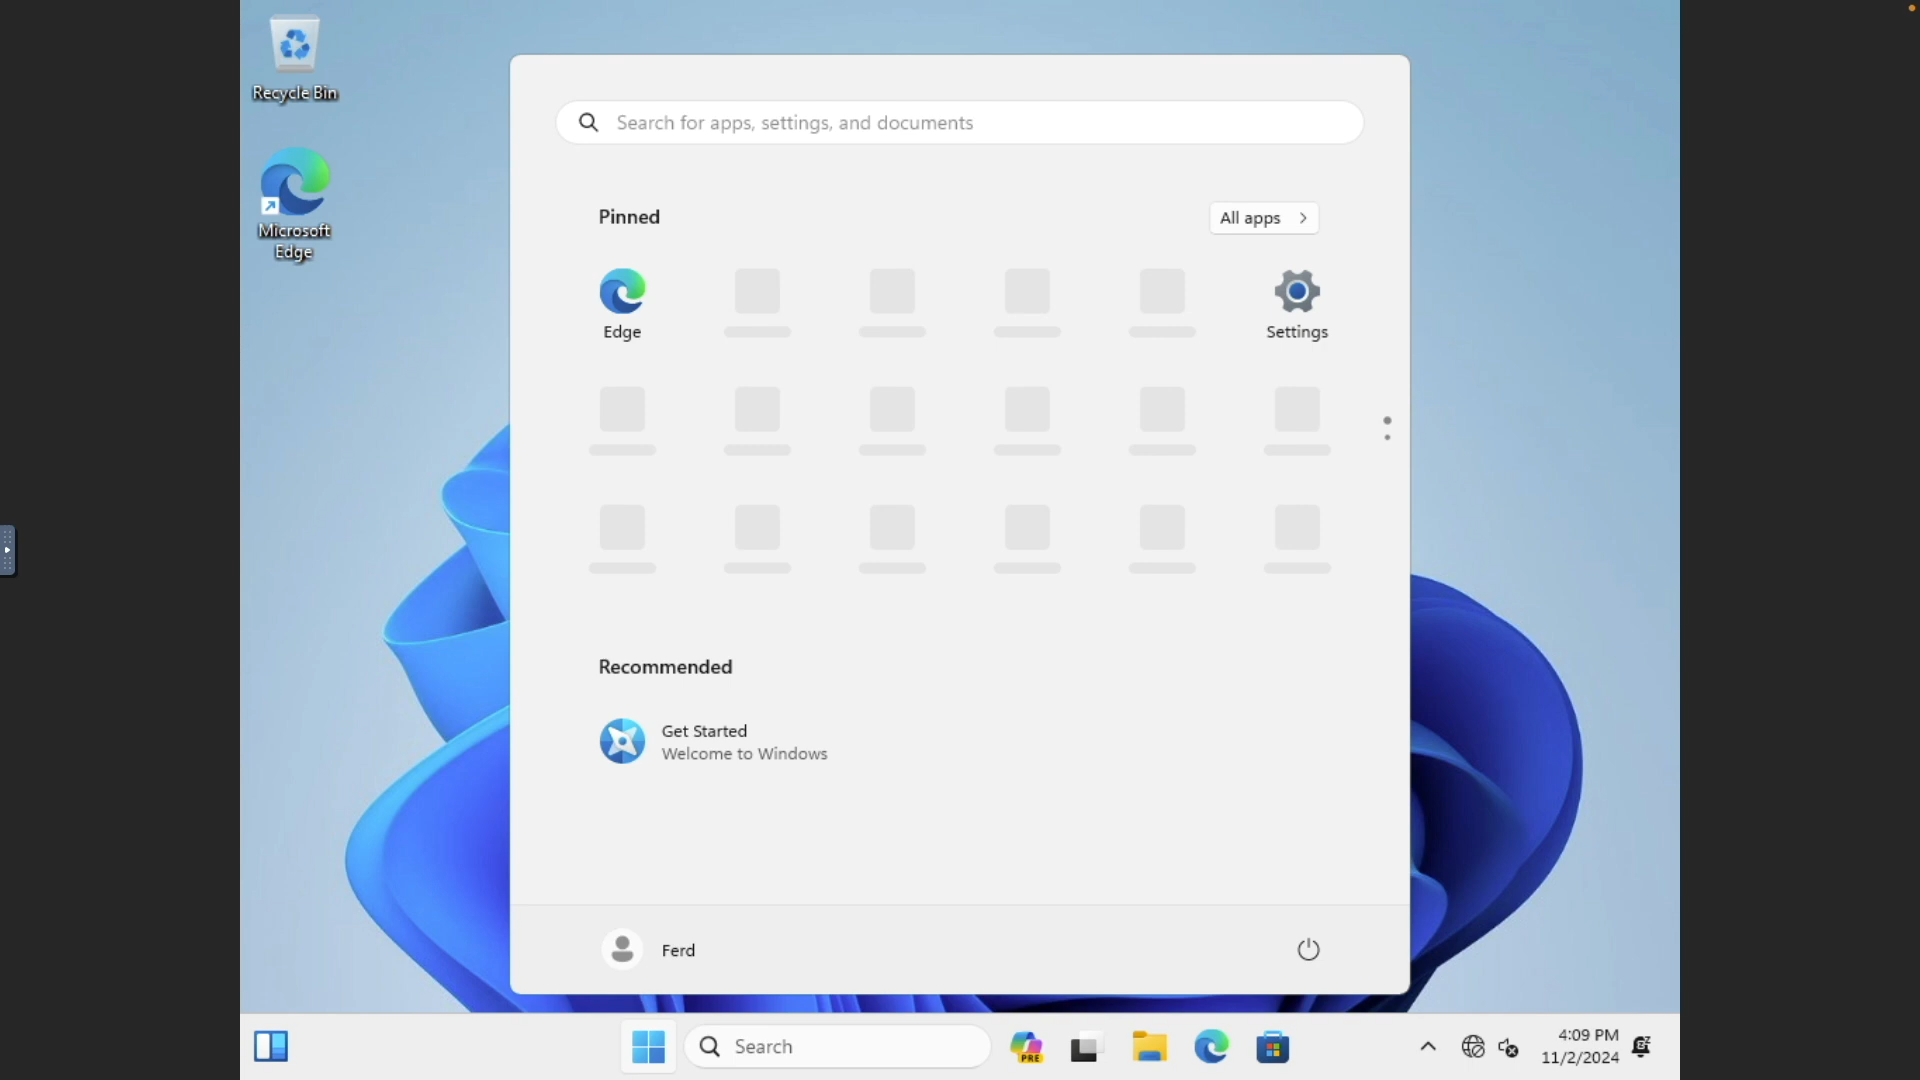 Recycle Bin
Microsoft
Edge
Search for apps, settings, and documents
Pinned
All apps
Edge
Settings
Recommended
Get Started
Welcome to Windows
Ferd
Search
PRE
4:09 PM
11/2/2024